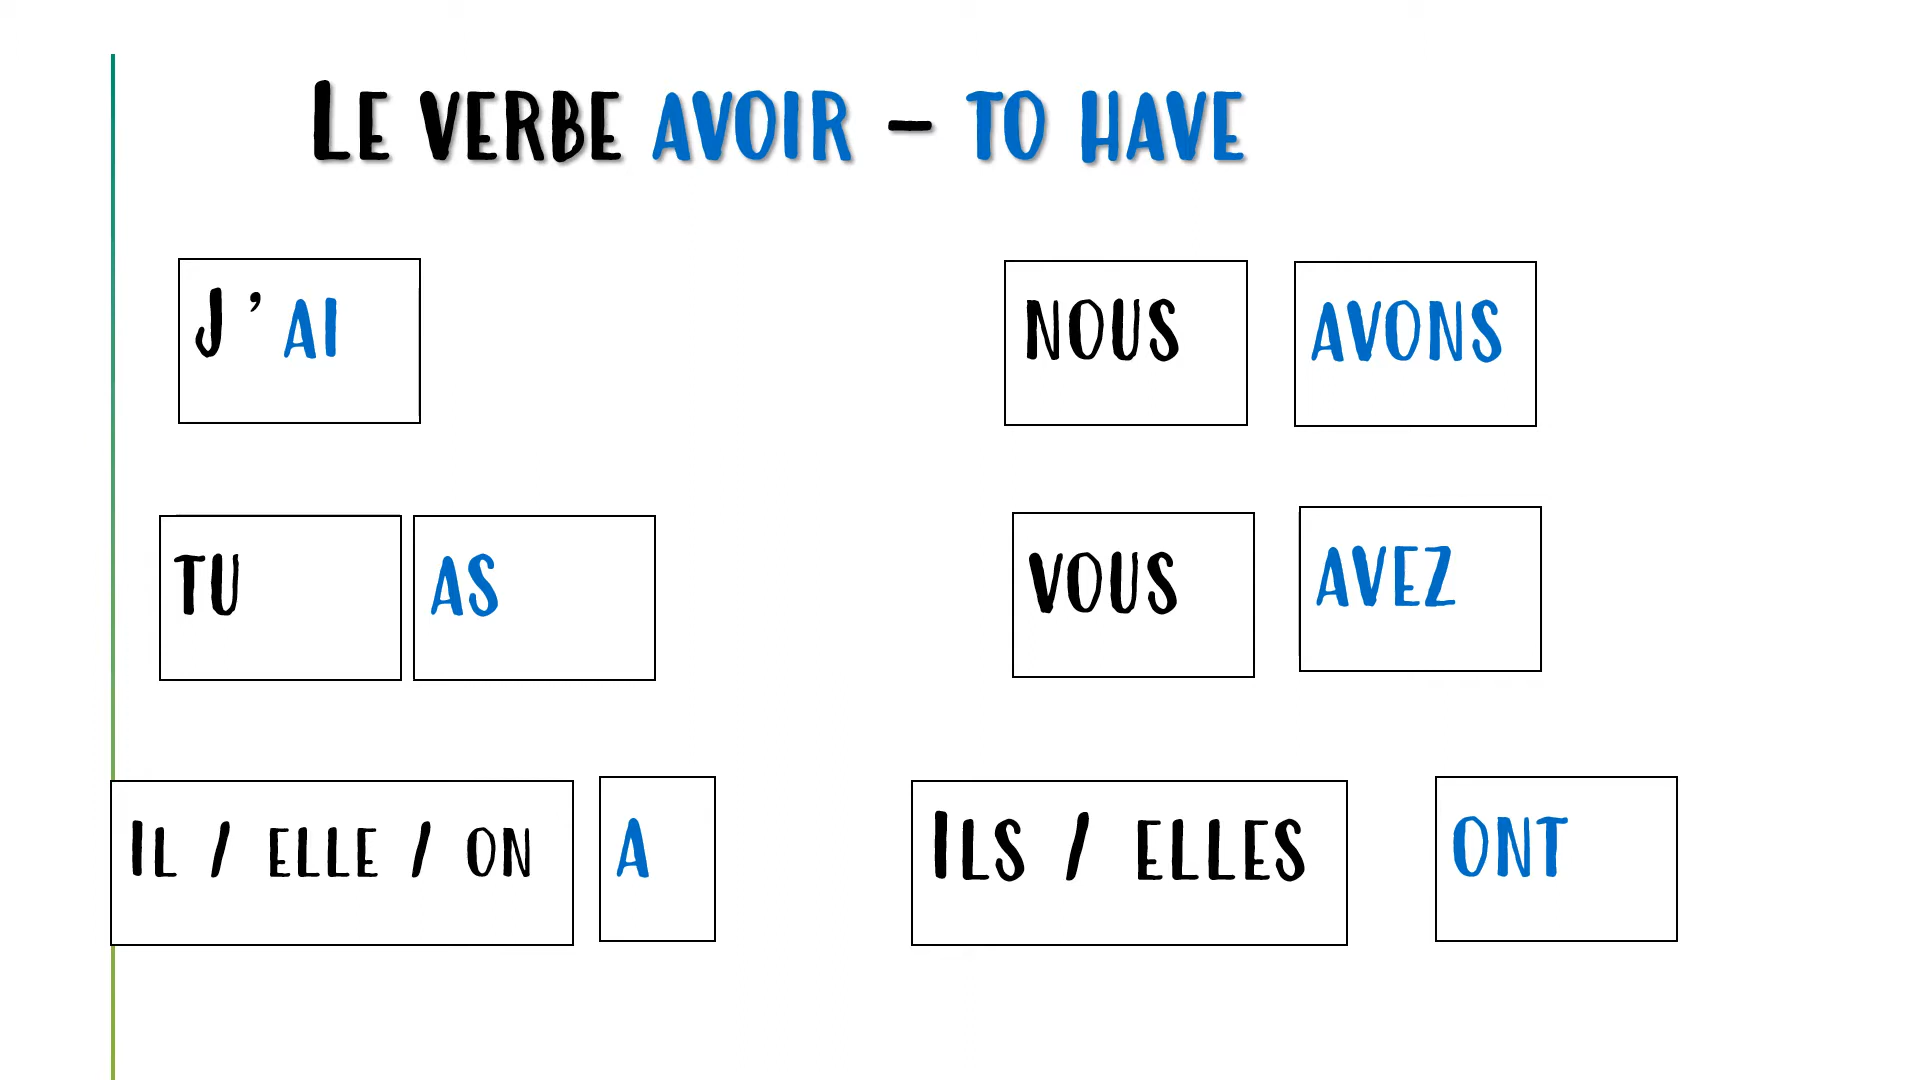 Le verbe avoir – to have
J’ai
nous avons
tu as
vous avez
Il / elle / on a
Ils / elles ont